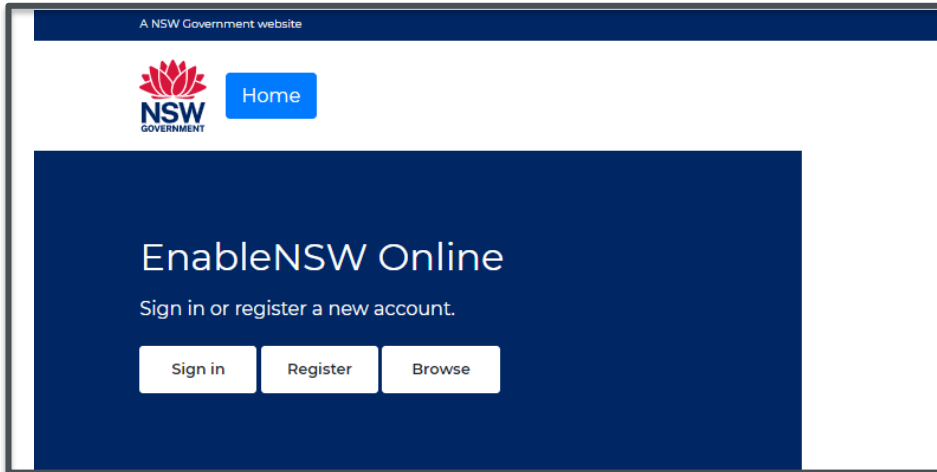 A NSW Government website
NSW
GOVERNMENT
Home
EnableNSW Online
Sign in or register a new account.
Sign in
Register
Browse